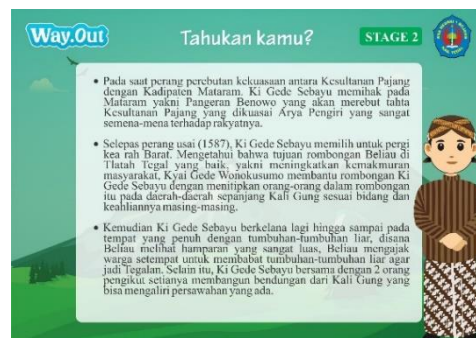 Way.Out
Tahukan kamu?
STAGE 2
• Pada saat perang perebutan kekuasaan antara Kesultanan Pajang
dengan Kadipaten Mataram. Ki Gede Sebayu memihak pada
Mataram yakni Pangeran Benowo yang akan merebut tahta
Kesultanan Pajang yang dikuasai Arya Pengiri yang sangat
semena-mena terhadap rakyatnya.
• Selepas perang usai (1587), Ki Gede Sebayu memilih untuk pergi
kea rah Barat. Mengetahui bahwa tujuan rombongan Beliau di
Tlatah Tegal yang baik, yakni meningkatkan kemakmuran
masyarakat, Kyai Gede Wonokusumo membantu rombongan Ki
Gede Sebayu dengan menitipkan orang-orang dalam rombongan
itu pada daerah-daerah sepanjang Kali Gung sesuai bidang dan
keahliannya masing-masing.
• Kemudian Ki Gede Sebayu berkelana lagi hingga sampai pada
tempat yang penuh dengan tumbuhan-tumbuhan liar, disana
Beliau melihat hamparan yang sangat luas, Beliau mengajak
warga setempat untuk membabat tumbuhan-tumbuhan liar agar
jadi Tegalan. Selain itu, Ki Gede Sebayu bersama dengan 2 orang
pengikut setianya membangun bendungan dari Kali Gung yang
bisa mengaliri persawahan yang ada.